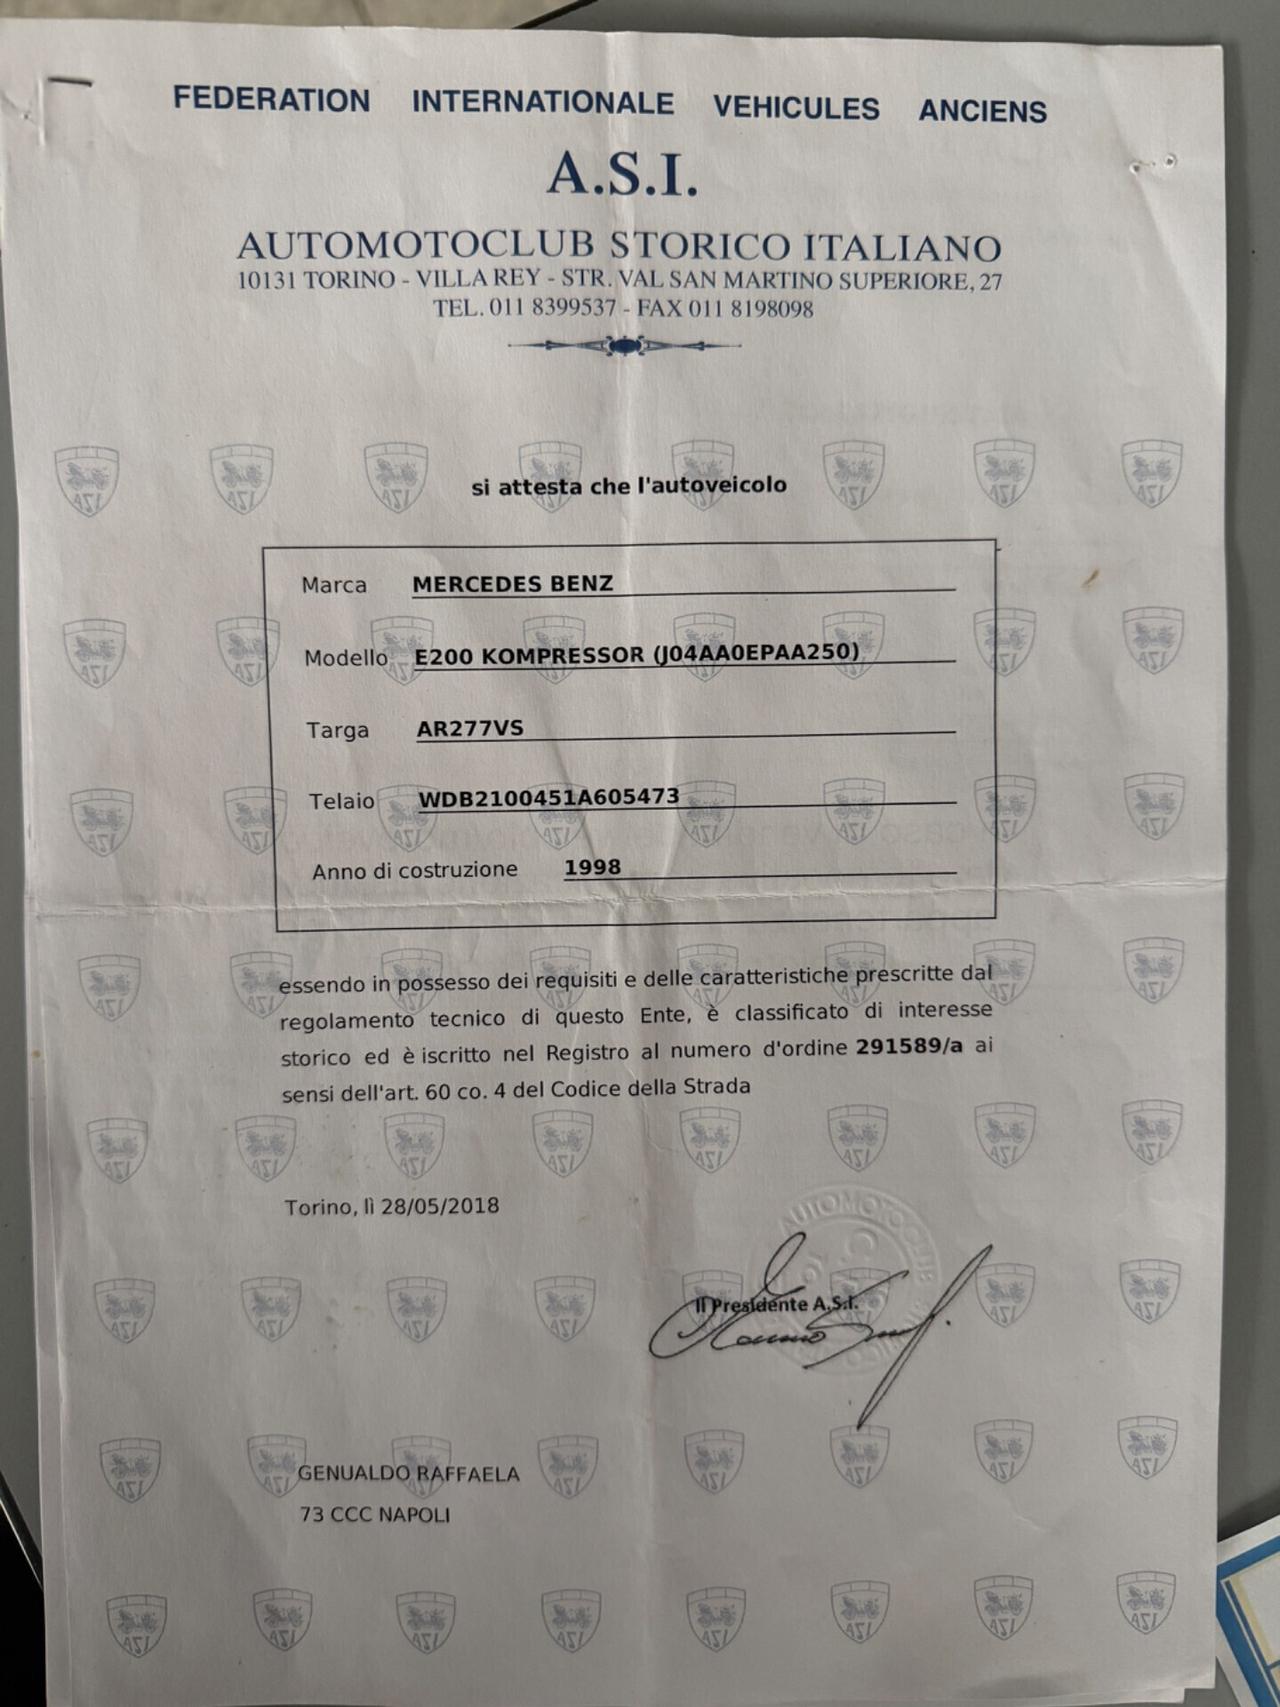 FEDERATION INTERNATIONALE VEHICULES ANCIENS
A.S.I.
AUTOMOTOCLUB STORICO ITALIANO
10131 TORINO - VILLA REY - STR. VAL SAN MARTINO SUPERIORE, 27
TEL. 011 8399537 - FAX 011 8198098
si attesta che l'autoveicolo
Marca MERCEDES BENZ
Modello E200 KOMPRESSOR (J04AA0EPAA250)
Targa AR277VS
Telaio WDB2100451A605473
Anno di costruzione 1998
essendo in possesso dei requisiti e delle caratteristiche prescritte dal
regolamento tecnico di questo Ente, è classificato di interesse
storico ed è iscritto nel Registro al numero d'ordine 291589/a ai
sensi dell'art. 60 co. 4 del Codice della Strada
Torino, lì 28/05/2018
AUTOMOTOCLUB
Il Presidente A.S.I.
GENUALDO RAFFAELA
73 CCC NAPOLI